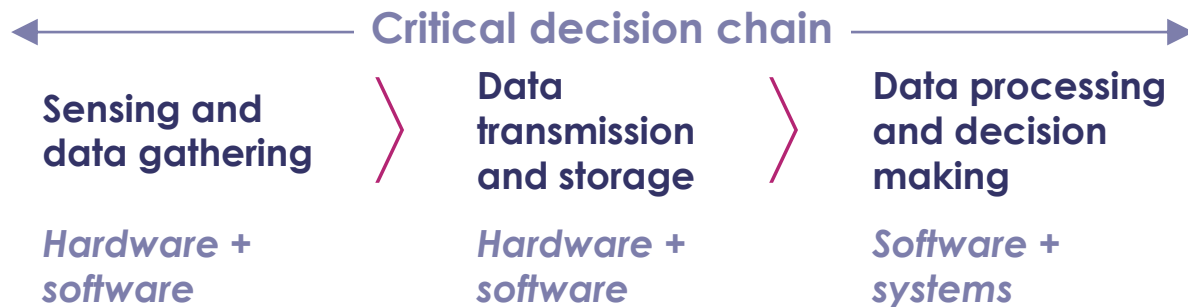 Critical decision chain
Sensing and
data gathering
Hardware +
software
Data
transmission
and storage
Hardware +
software
Data processing
and decision
making
Software +
systems